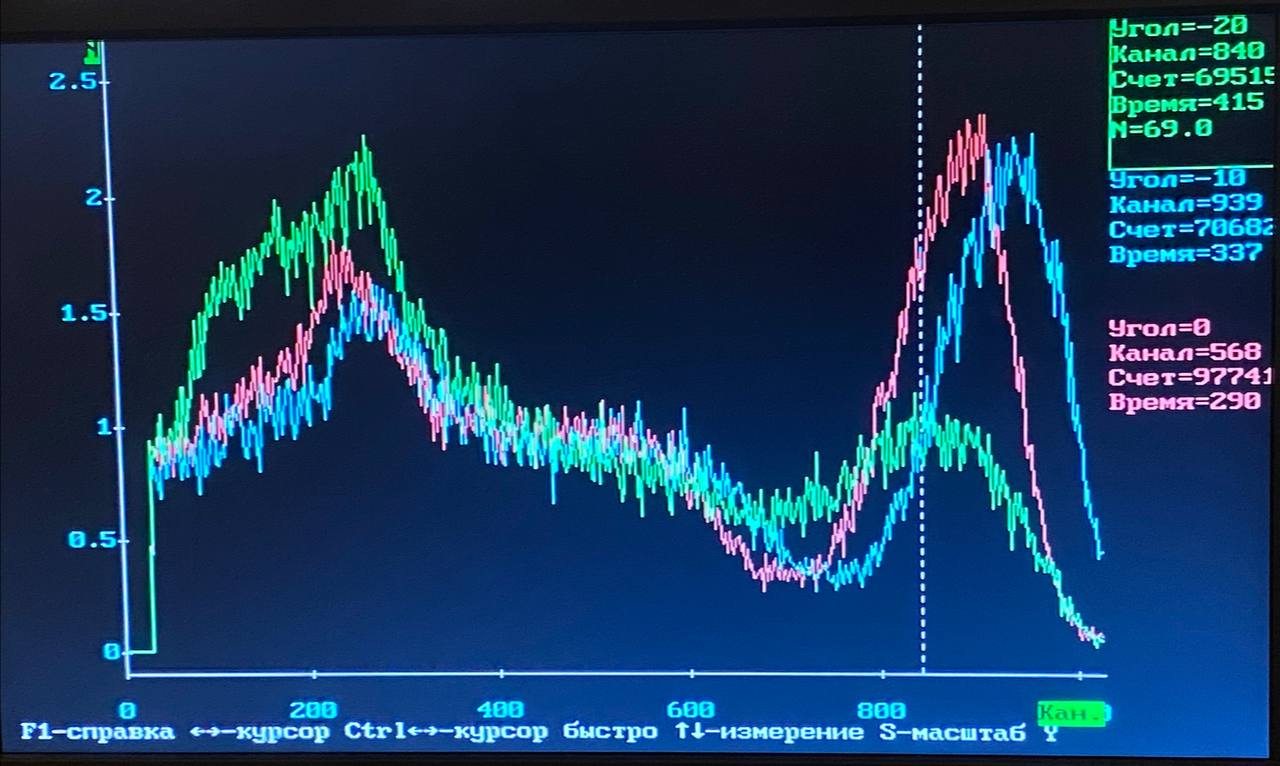 N
2.5
2
1.5
1
0.5
0
0
200
400
600
800
Кан.
Угол=-20
Канал=840
Счет=69515
Время=415
N=69.0
Угол=-10
Канал=939
Счет=70682
Время=337
Угол=0
Канал=568
Счет=97741
Время=290
F1-справка ↔-курсор Ctrl↔-курсор быстро ↑↓-измерение S-масштаб Y